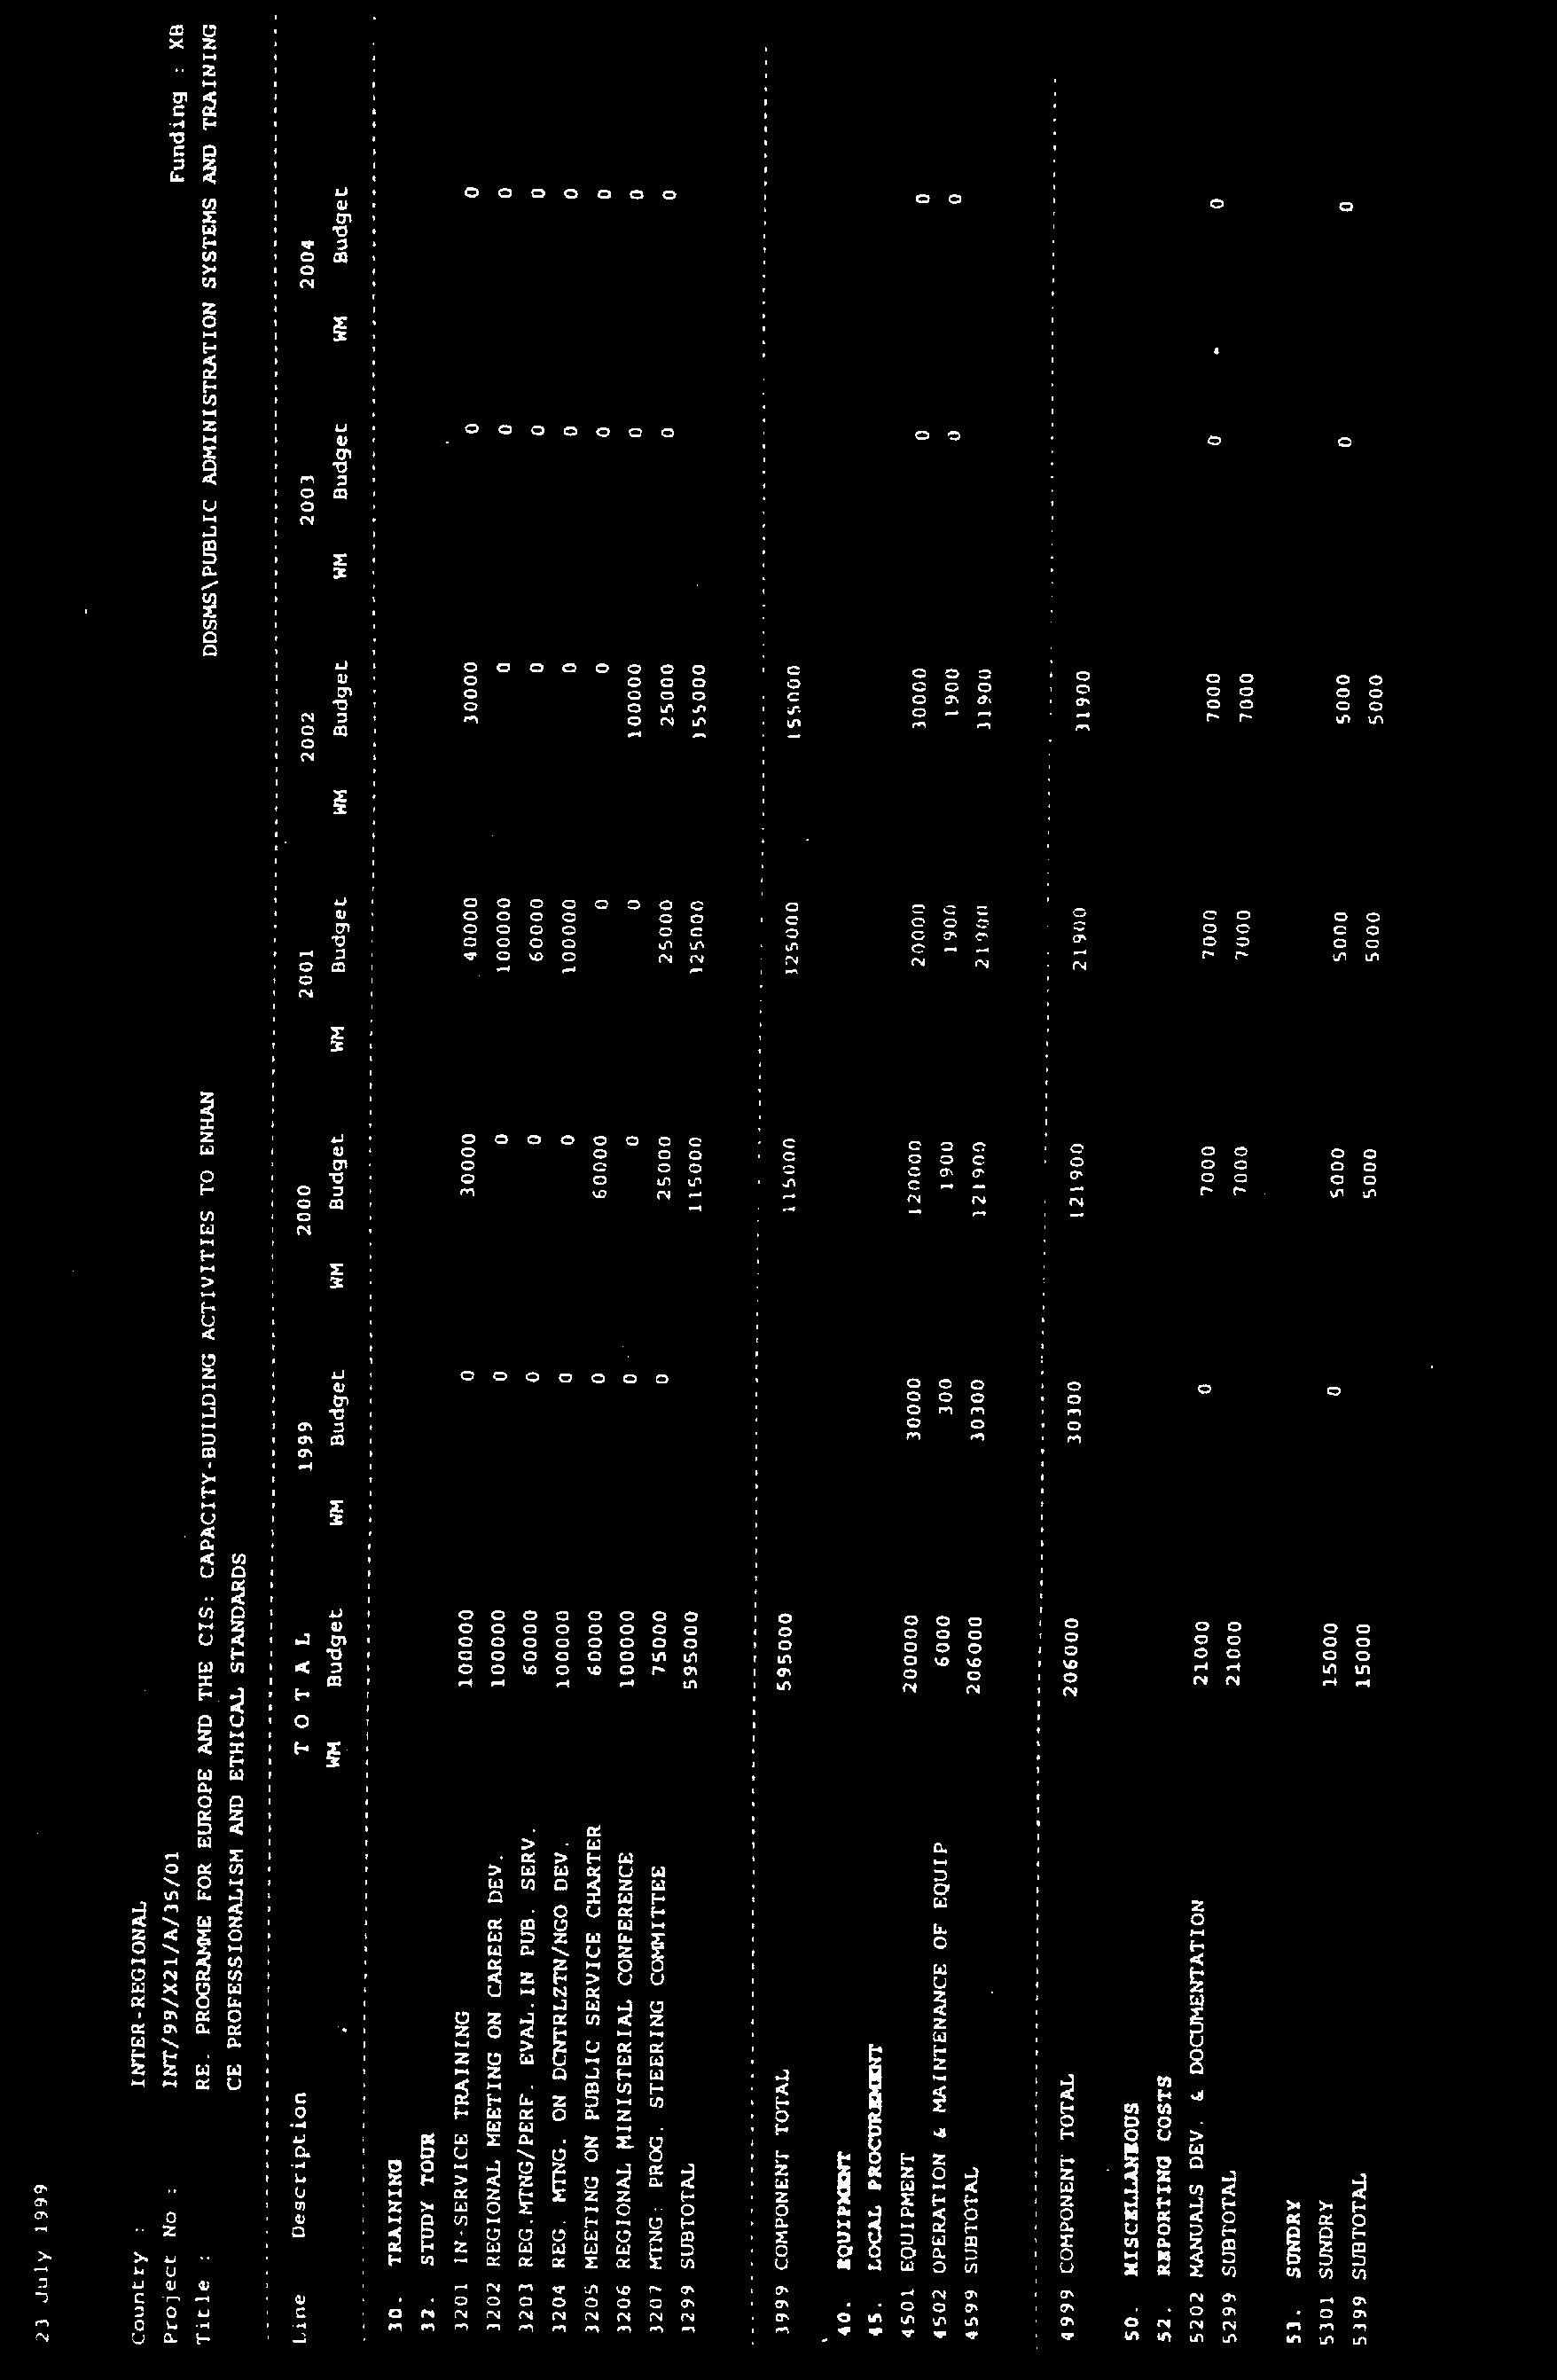 23 July 1999
Funding : XB
Country : INTER-REGIONAL
Project No : INT/99/X21/A/35/01
Title : RE. PROGRAMME FOR EUROPE AND THE CIS: CAPACITY-BUILDING ACTIVITIES TO ENHAN DDSMS\PUBLIC ADMINISTRATION SYSTEMS AND TRAINING
CE PROFESSIONALISM AND ETHICAL STANDARDS
Line Description T O T A L 1999 2000 2001 2002 2003 2004
WM Budget WM Budget WM Budget WM Budget WM Budget WM Budget WM Budget
30. TRAINING
32. STUDY TOUR
3201 IN-SERVICE TRAINING 100000 0 30000 40000 30000 0 0
3202 REGIONAL MEETING ON CAREER DEV. 100000 0 0 100000 0 0 0
3203 REG.MTNG/PERF. EVAL.IN PUB. SERV. 60000 0 0 60000 0 0 0
3204 REG. MTNG. ON DCNTRLZTN/NGO DEV. 100000 0 0 100000 0 0 0
3205 MEETING ON PUBLIC SERVICE CHARTER 60000 0 60000 0 0 0 0
3206 REGIONAL MINISTERIAL CONFERENCE 100000 0 0 0 100000 0 0
3207 MTNG: PROG. STEERING COMMITTEE 75000 0 25000 25000 25000 0 0
3299 SUBTOTAL 595000 115000 325000 155000
3999 COMPONENT TOTAL 595000 115000 325000 155000
40. EQUIPMENT
45. LOCAL PROCUREMENT
4501 EQUIPMENT 200000 30000 120000 20000 30000 0 0
4502 OPERATION & MAINTENANCE OF EQUIP 6000 300 1900 1900 1900 0 0
4599 SUBTOTAL 206000 30300 121900 21900 31900
4999 COMPONENT TOTAL 206000 30300 121900 21900 31900
50. MISCELLANEOUS
52. REPORTING COSTS
5202 MANUALS DEV. & DOCUMENTATION 21000 0 7000 7000 7000 0 0
5299 SUBTOTAL 21000 7000 7000 7000
53. SUNDRY
5301 SUNDRY 15000 0 5000 5000 5000 0 0
5399 SUBTOTAL 15000 5000 5000 5000